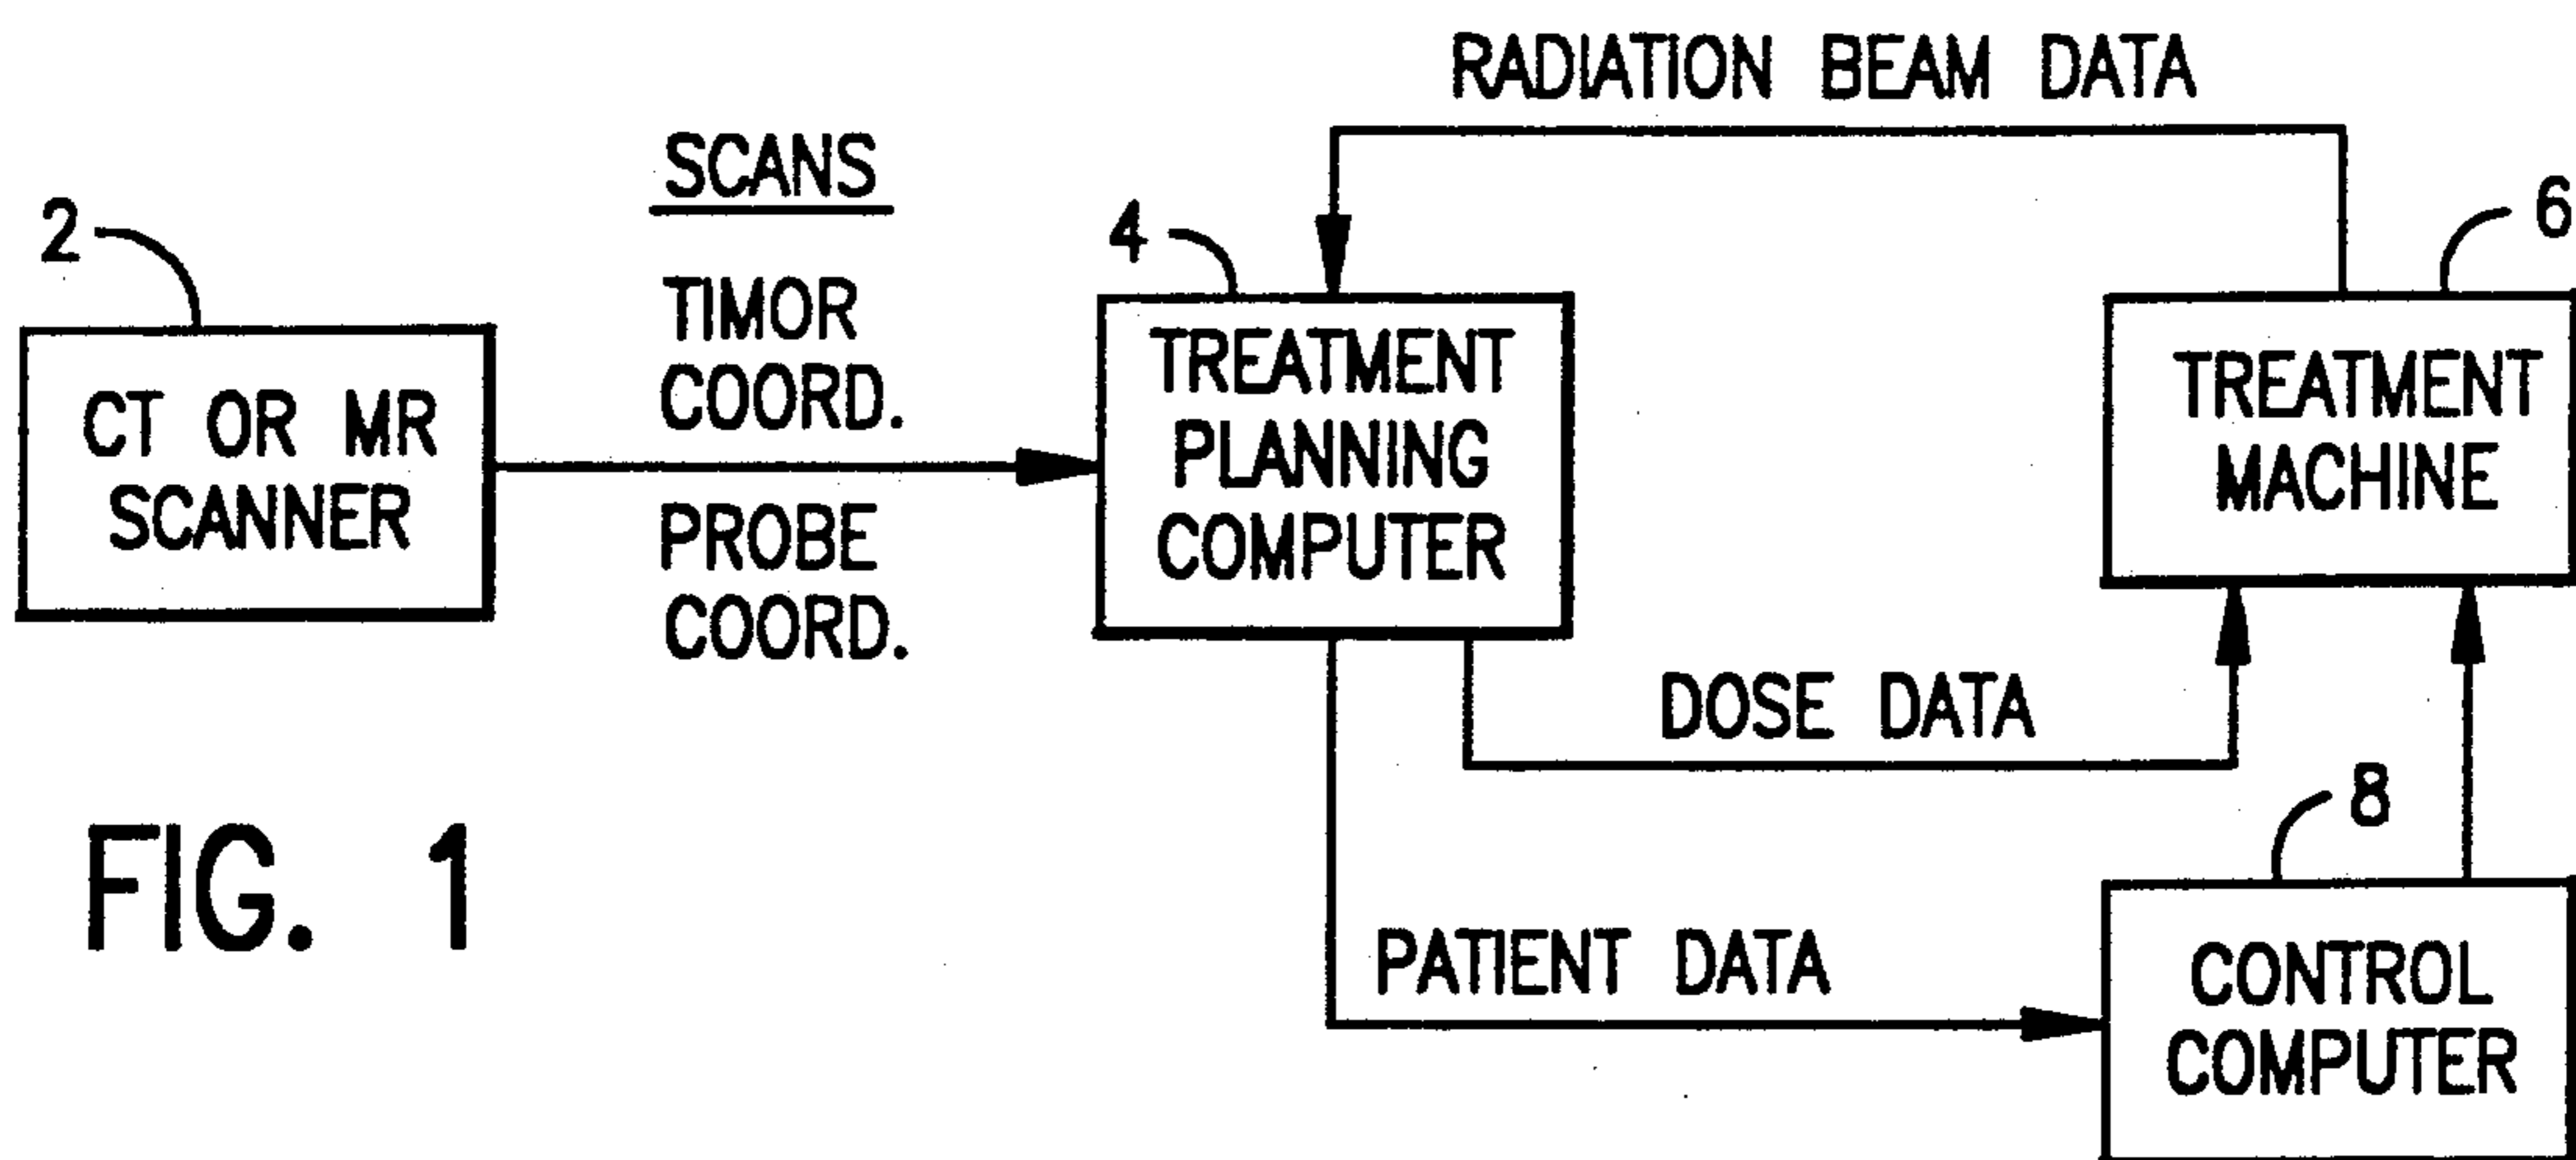 RADIATION BEAM DATA
SCANS
2
4
6
TIMOR
COORD.
CT OR MR
SCANNER
PROBE
COORD.
TREATMENT
PLANNING
COMPUTER
TREATMENT
MACHINE
DOSE DATA
8
FIG. 1
PATIENT DATA
CONTROL
COMPUTER